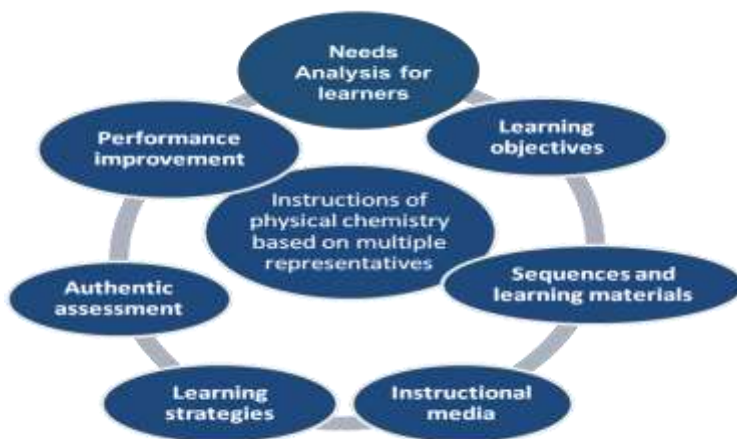 Needs
Analysis for
learners
Learning
objectives
Sequences and
learning materials
Instructional
media
Learning
strategies
Authentic
assessment
Performance
improvement
Instructions of
physical chemistry
based on multiple
representatives